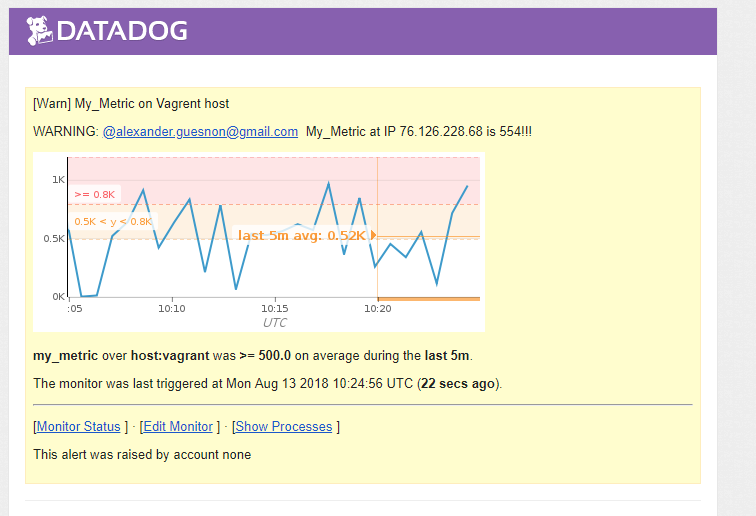 DATADOG
[Warn] My_Metric on Vagrent host
WARNING: @alexander.guesnon@gmail.com My_Metric at IP 76.126.228.68 is 554!!!
1K
>= 0.8K
0.5K < y < 0.8K
0.5K
last 5m avg: 0.52K
0K
:05 10:10 10:15 10:20
UTC
my_metric over host:vagrant was >= 500.0 on average during the last 5m.
The monitor was last triggered at Mon Aug 13 2018 10:24:56 UTC (22 secs ago).
[Monitor Status ] · [Edit Monitor ] · [Show Processes ]
This alert was raised by account none